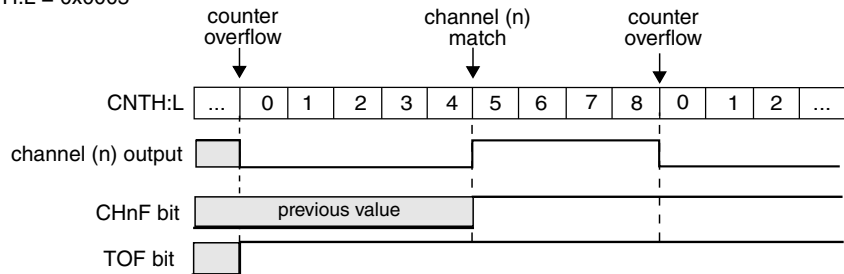 counter overflow
channel (n) match
counter overflow
CNTH:L ... 0 1 2 3 4 5 6 7 8 0 1 2 ...
channel (n) output
CHnF bit previous value
TOF bit